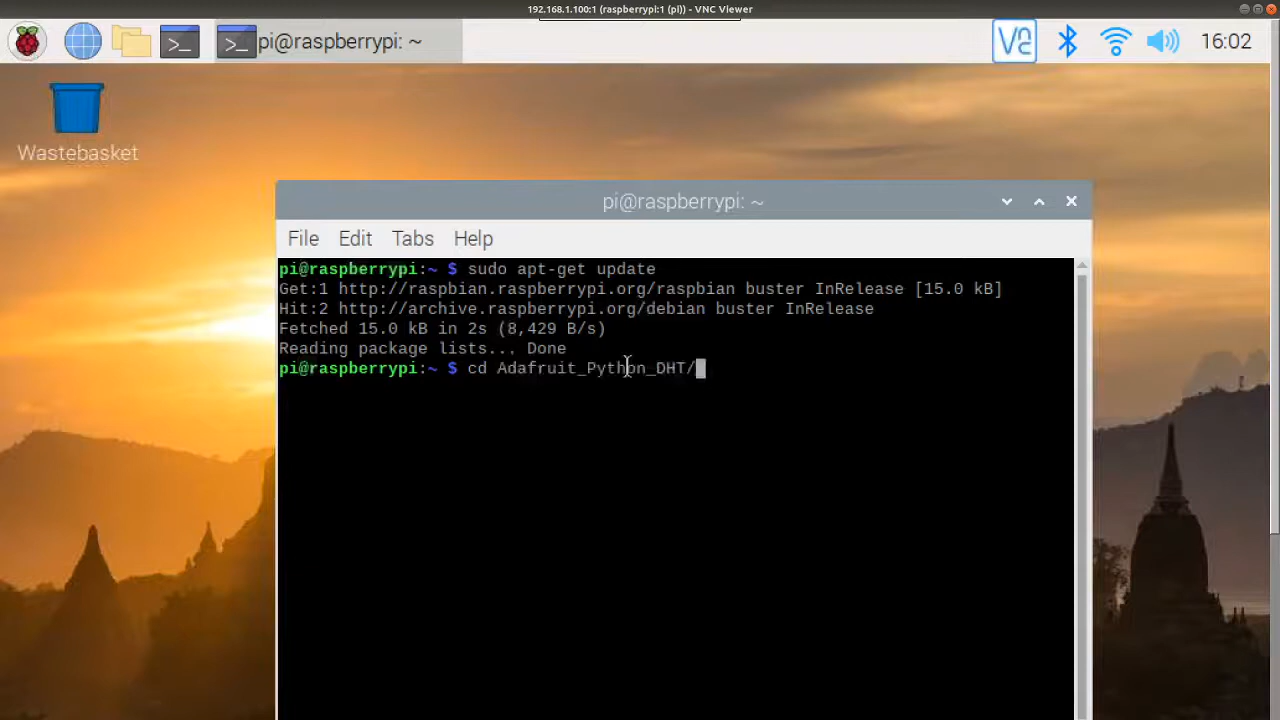 192.168.1.100:1 (raspberrypi:1 (pi)) - VNC Viewer
pi@raspberrypi: ~
16:02
Wastebasket
pi@raspberrypi: ~
File Edit Tabs Help
pi@raspberrypi:~ $ sudo apt-get update
Get:1 http://raspbian.raspberrypi.org/raspbian buster InRelease [15.0 kB]
Hit:2 http://archive.raspberrypi.org/debian buster InRelease
Fetched 15.0 kB in 2s (8,429 B/s)
Reading package lists... Done
pi@raspberrypi:~ $ cd Adafruit_Python_DHT/